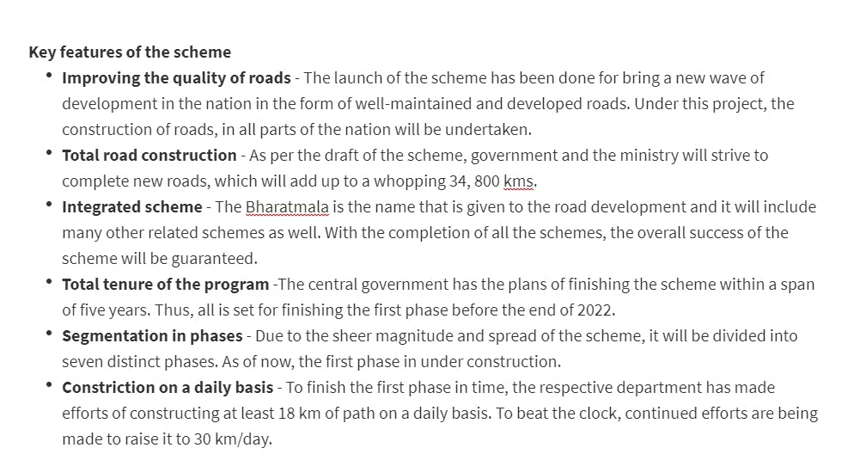 Key features of the scheme
• Improving the quality of roads - The launch of the scheme has been done for bring a new wave of
development in the nation in the form of well-maintained and developed roads. Under this project, the
construction of roads, in all parts of the nation will be undertaken.
• Total road construction - As per the draft of the scheme, government and the ministry will strive to
complete new roads, which will add up to a whopping 34, 800 kms.
• Integrated scheme - The Bharatmala is the name that is given to the road development and it will include
many other related schemes as well. With the completion of all the schemes, the overall success of the
scheme will be guaranteed.
• Total tenure of the program -The central government has the plans of finishing the scheme within a span
of five years. Thus, all is set for finishing the first phase before the end of 2022.
• Segmentation in phases - Due to the sheer magnitude and spread of the scheme, it will be divided into
seven distinct phases. As of now, the first phase in under construction.
• Constriction on a daily basis - To finish the first phase in time, the respective department has made
efforts of constructing at least 18 km of path on a daily basis. To beat the clock, continued efforts are being
made to raise it to 30 km/day.